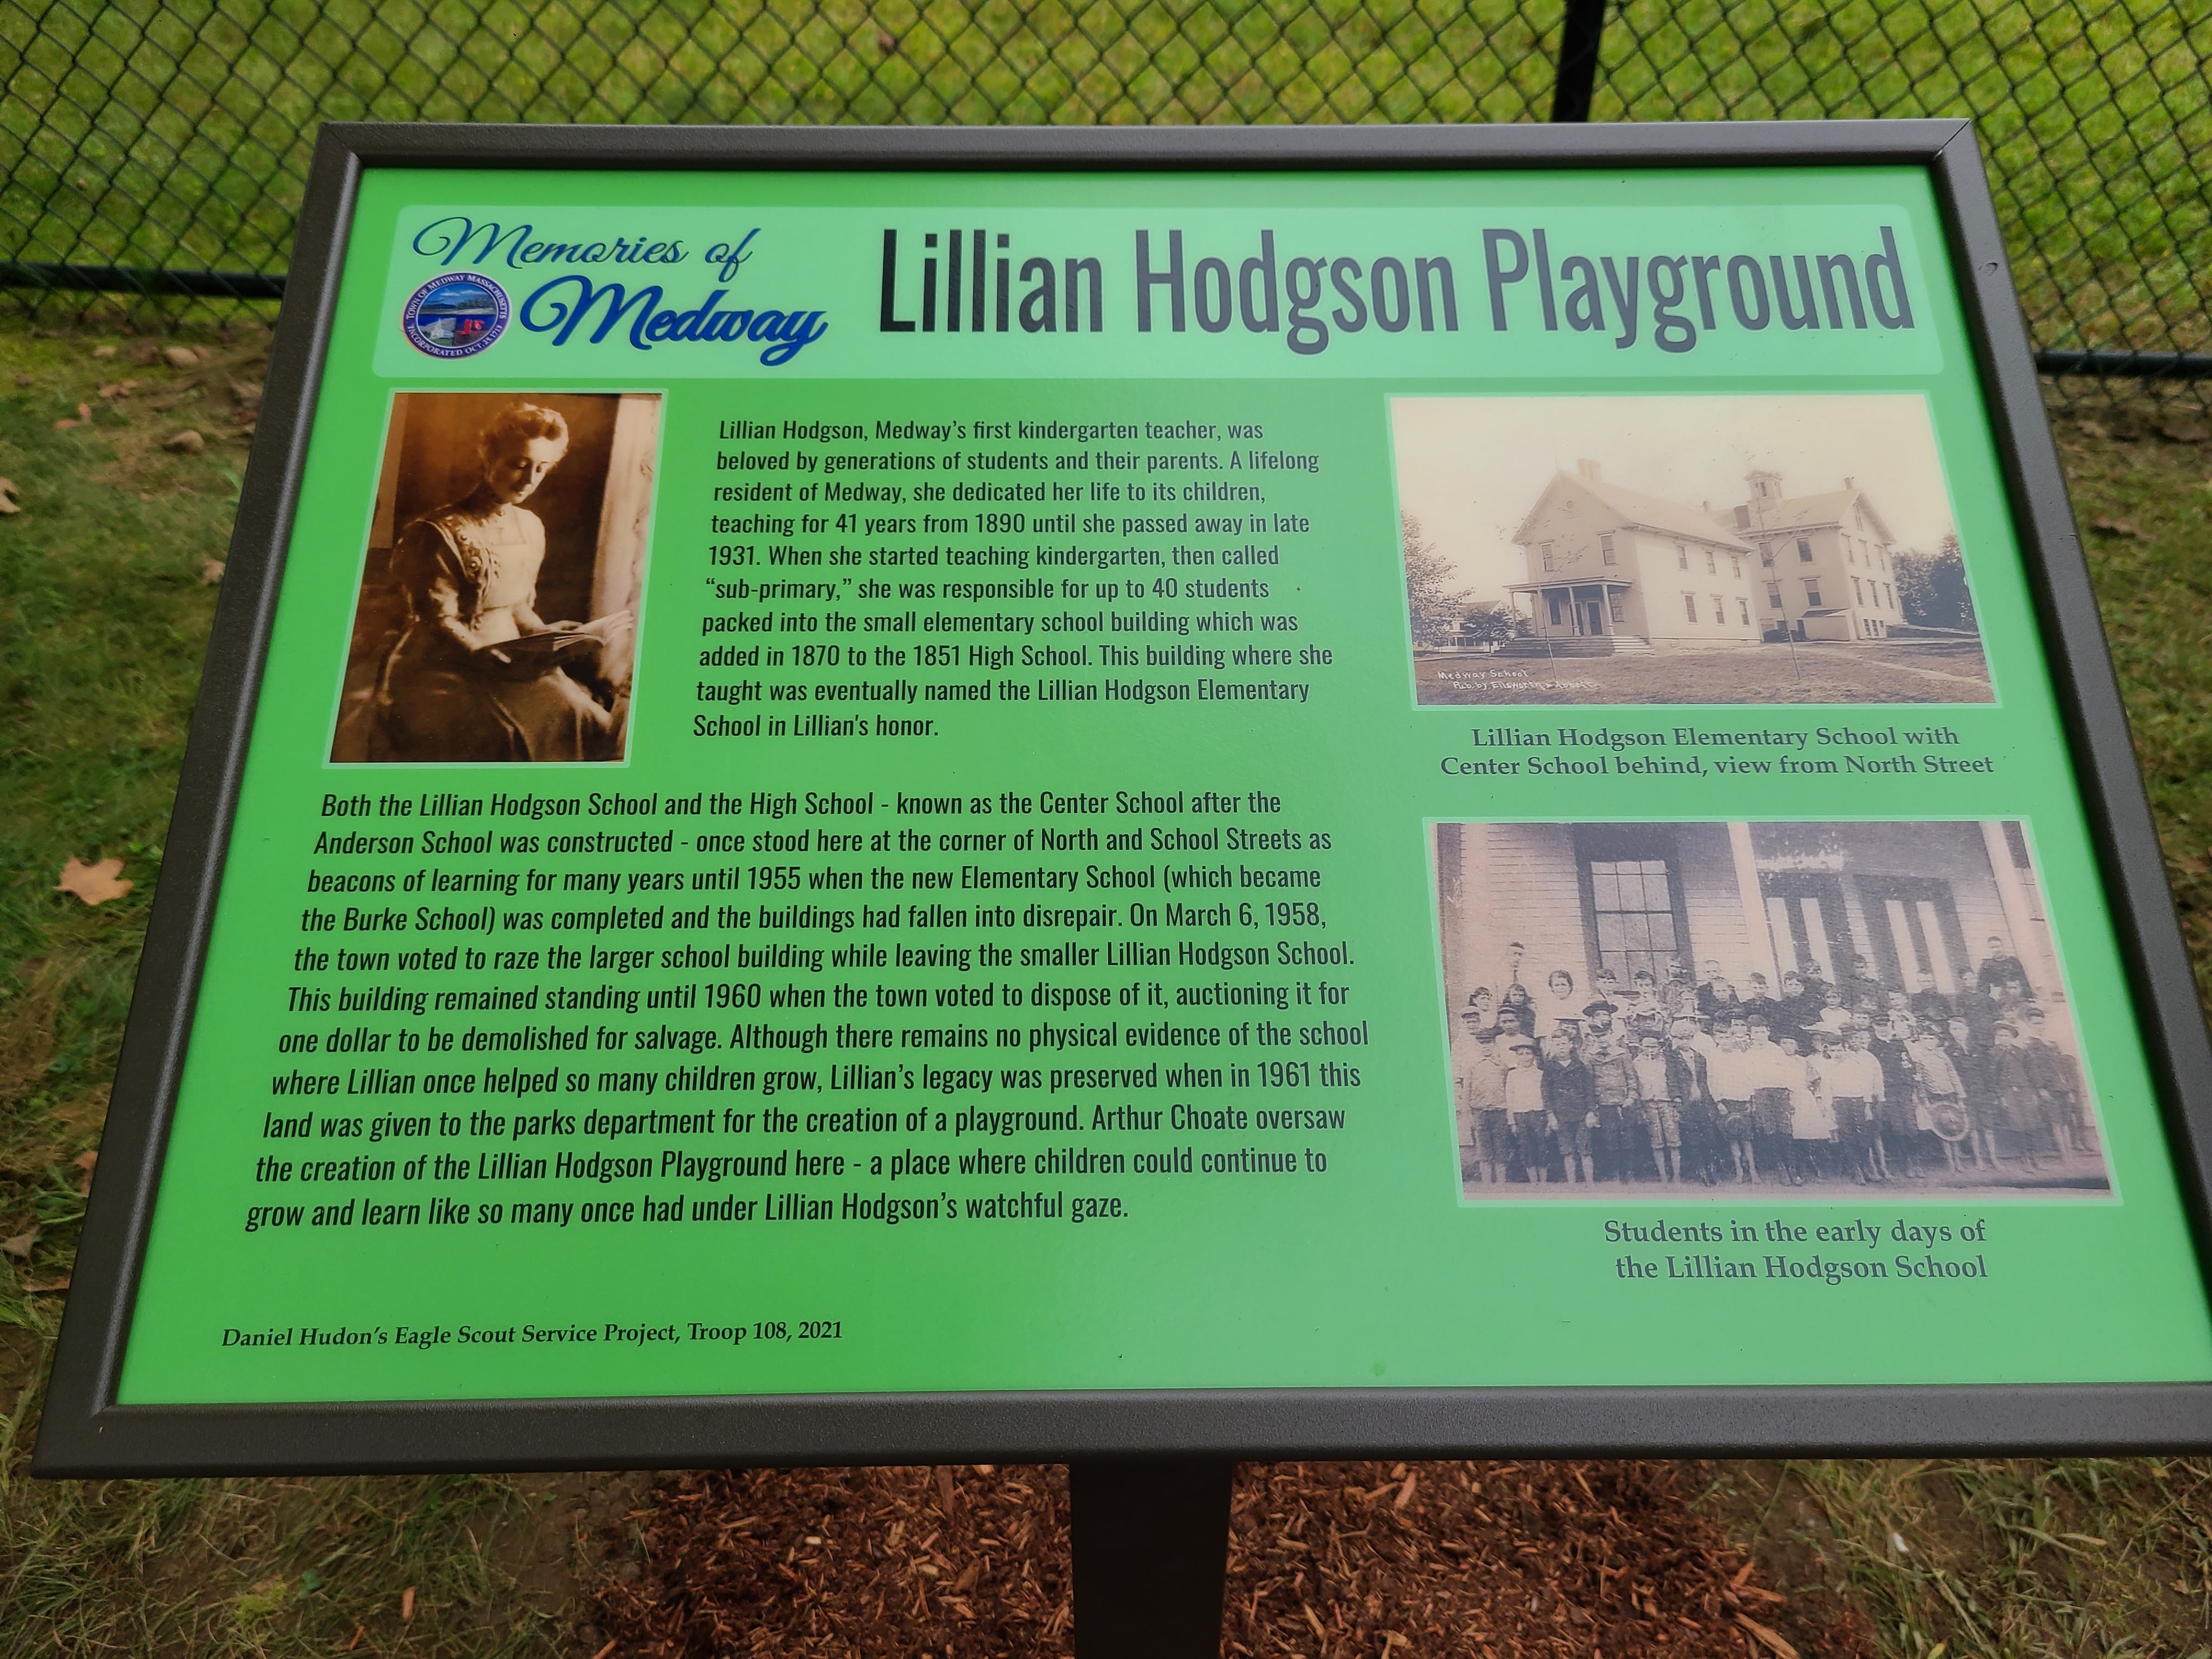 Memories of
Medway
TOWN OF MEDWAY MASSACHUSETTS
INCORPORATED OCT. 1713
Lillian Hodgson Playground
Lillian Hodgson, Medway’s first kindergarten teacher, was
beloved by generations of students and their parents. A lifelong
resident of Medway, she dedicated her life to its children,
teaching for 41 years from 1890 until she passed away in late
1931. When she started teaching kindergarten, then called
“sub-primary,” she was responsible for up to 40 students
packed into the small elementary school building which was
added in 1870 to the 1851 High School. This building where she
taught was eventually named the Lillian Hodgson Elementary
School in Lillian's honor.
Medway School
Pub. by Ellsworth
Lillian Hodgson Elementary School with
Center School behind, view from North Street
Both the Lillian Hodgson School and the High School - known as the Center School after the
Anderson School was constructed - once stood here at the corner of North and School Streets as
beacons of learning for many years until 1955 when the new Elementary School (which became
the Burke School) was completed and the buildings had fallen into disrepair. On March 6, 1958,
the town voted to raze the larger school building while leaving the smaller Lillian Hodgson School.
This building remained standing until 1960 when the town voted to dispose of it, auctioning it for
one dollar to be demolished for salvage. Although there remains no physical evidence of the school
where Lillian once helped so many children grow, Lillian’s legacy was preserved when in 1961 this
land was given to the parks department for the creation of a playground. Arthur Choate oversaw
the creation of the Lillian Hodgson Playground here - a place where children could continue to
grow and learn like so many once had under Lillian Hodgson’s watchful gaze.
Students in the early days of
the Lillian Hodgson School
Daniel Hudon’s Eagle Scout Service Project, Troop 108, 2021